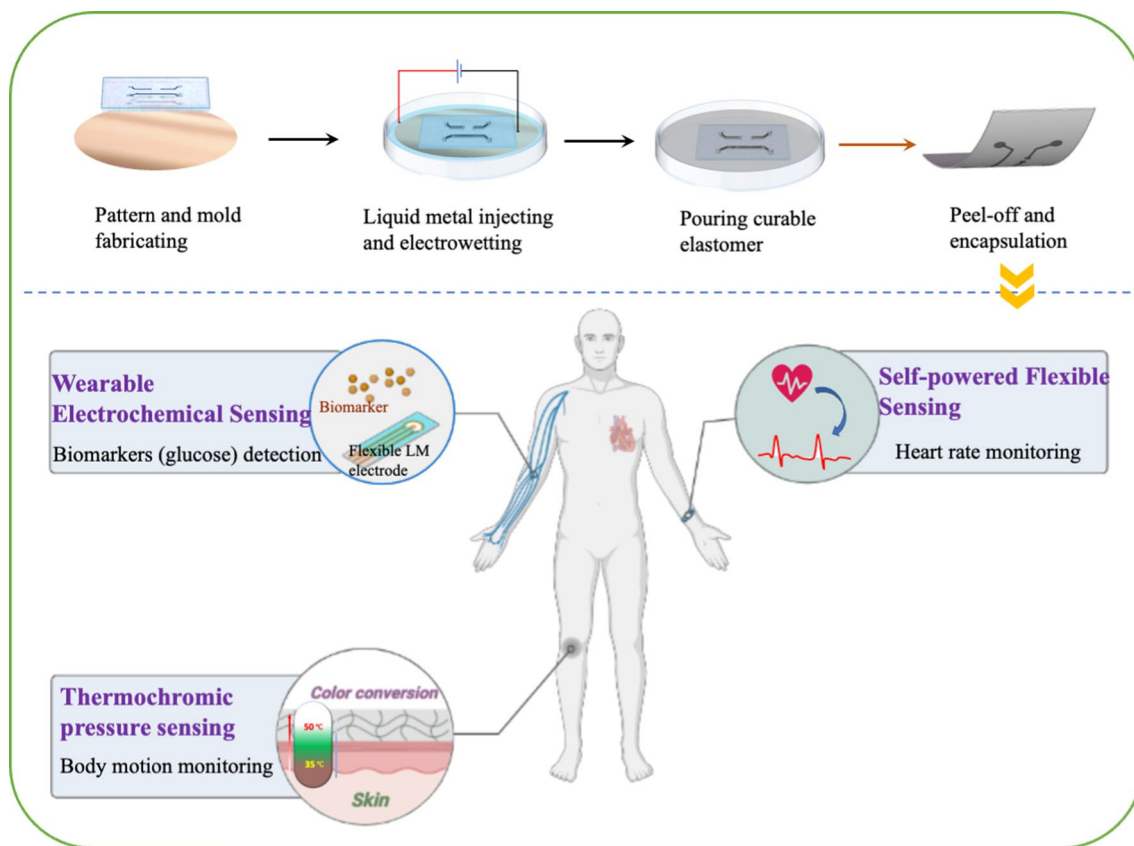 Pattern and mold
fabricating
Liquid metal injecting
and electrowetting
Pouring curable
elastomer
Peel-off and
encapsulation
Wearable
Electrochemical Sensing
Biomarkers (glucose) detection
Biomarker
Flexible LM
electrode
Self-powered Flexible
Sensing
Heart rate monitoring
Thermochromic
pressure sensing
Body motion monitoring
Color conversion
50 °C
35 °C
Skin